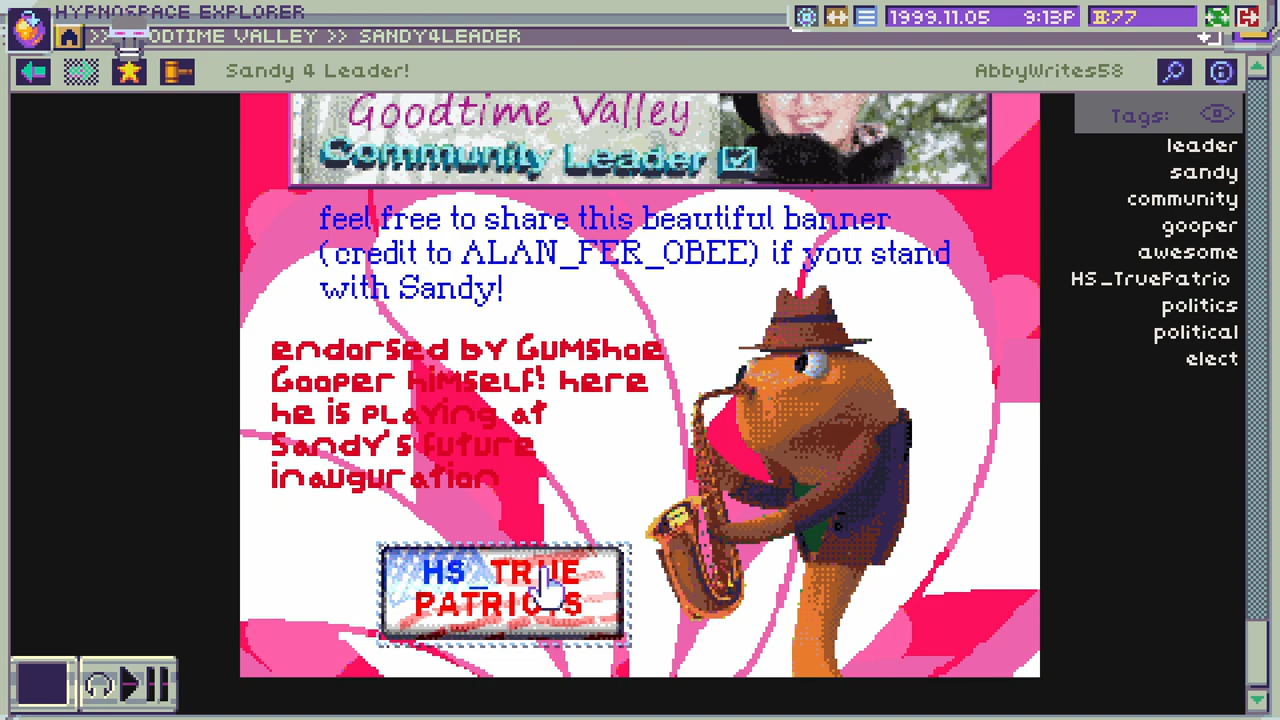 HYPNOSPACE EXPLORER
1999.11.05 9:13P
77
>> ODTIME VALLEY >> SANDY4LEADER
Sandy 4 Leader!
AbbyWrites58
Goodtime Valley
Community Leader
Tags:
leader
sandy
community
gooper
awesome
HS_TruePatrio
politics
political
elect
feel free to share this beautiful banner
(credit to ALAN_FER_OBEE) if you stand
with Sandy!
endorsed by Gumshoe
Gooper himself! here
he is playing at
Sandy's future
inauguration
HS_TRUE
PATRIOTS